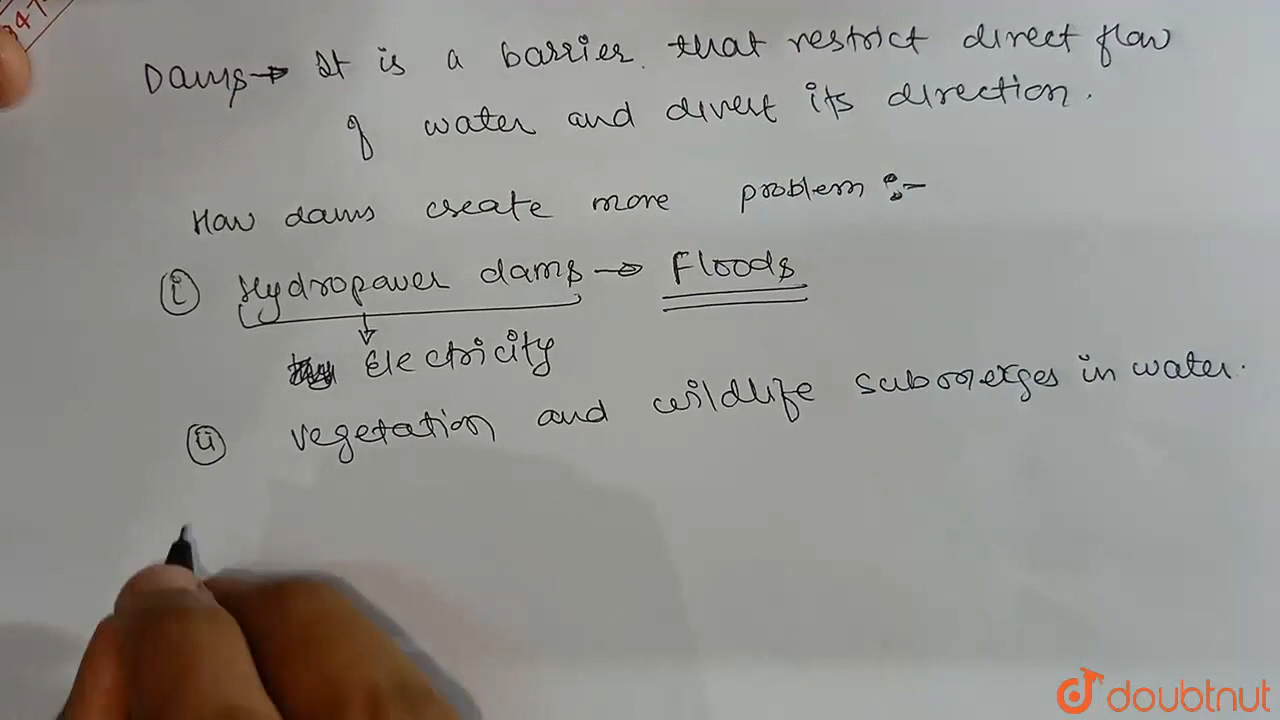 947
Dams → It is a barrier that restrict direct flow
of water and divert its direction.
How dams create more problem :-
(i) Hydropower dams → Floods
Electricity
(ii) vegetation and wildlife submerges in water.
doubtnut